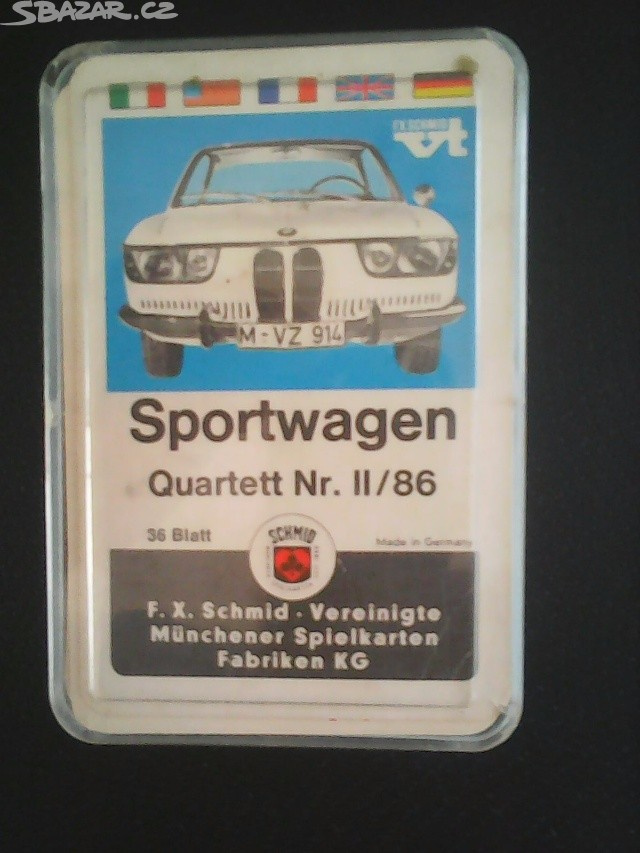 SBAZAR.CZ
F.X.SCHMID
vt
M-VZ 914
Sportwagen
Quartett Nr. II/86
36 Blatt
Made in Germany
SCHMID
F. X. Schmid · Vereinigte
Münchener Spielkarten
Fabriken KG